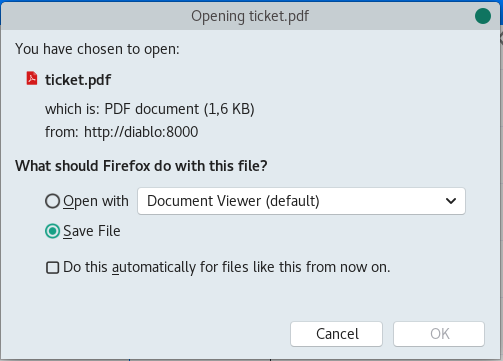 Opening ticket.pdf
You have chosen to open:
ticket.pdf
which is: PDF document (1,6 KB)
from: http://diablo:8000
What should Firefox do with this file?
Open with
Document Viewer (default)
Save File
Do this automatically for files like this from now on.
Cancel
OK